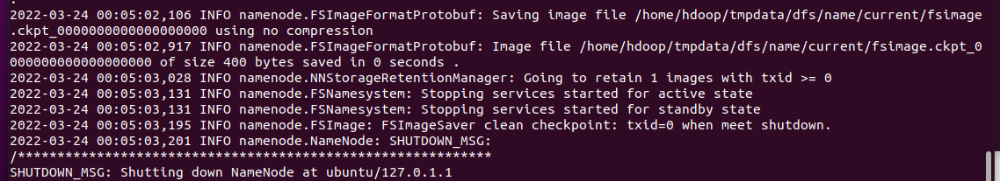 .
2022-03-24 00:05:02,106 INFO namenode.FSImageFormatProtobuf: Saving image file /home/hdoop/tmpdata/dfs/name/current/fsimage
.ckpt_0000000000000000000 using no compression
2022-03-24 00:05:02,917 INFO namenode.FSImageFormatProtobuf: Image file /home/hdoop/tmpdata/dfs/name/current/fsimage.ckpt_0
000000000000000000 of size 400 bytes saved in 0 seconds .
2022-03-24 00:05:03,028 INFO namenode.NNStorageRetentionManager: Going to retain 1 images with txid >= 0
2022-03-24 00:05:03,131 INFO namenode.FSNamesystem: Stopping services started for active state
2022-03-24 00:05:03,131 INFO namenode.FSNamesystem: Stopping services started for standby state
2022-03-24 00:05:03,195 INFO namenode.FSImage: FSImageSaver clean checkpoint: txid=0 when meet shutdown.
2022-03-24 00:05:03,201 INFO namenode.NameNode: SHUTDOWN_MSG:
/************************************************************
SHUTDOWN_MSG: Shutting down NameNode at ubuntu/127.0.1.1